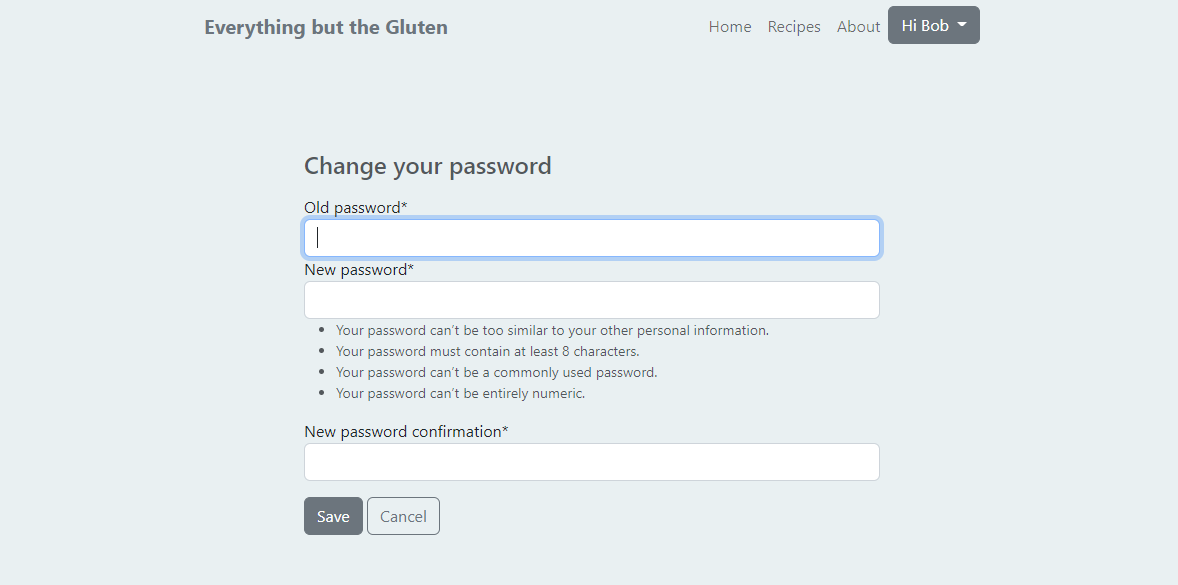 Everything but the Gluten
Home Recipes About Hi Bob
Change your password
Old password*
New password*
Your password can't be too similar to your other personal information.
Your password must contain at least 8 characters.
Your password can't be a commonly used password.
Your password can't be entirely numeric.
New password confirmation*
Save Cancel